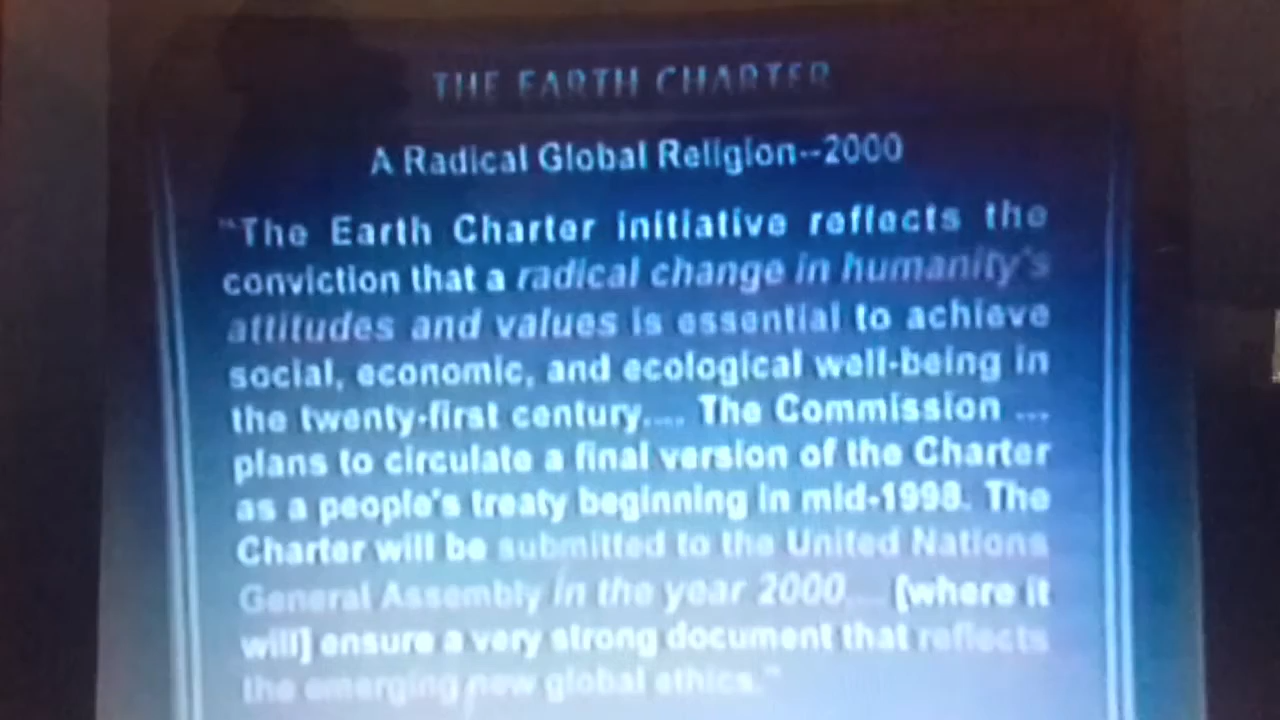 THE EARTH CHARTER
A Radical Global Religion--2000
"The Earth Charter initiative reflects the
conviction that a radical change in humanity's
attitudes and values is essential to achieve
social, economic, and ecological well-being in
the twenty-first century.... The Commission ...
plans to circulate a final version of the Charter
as a people's treaty beginning in mid-1998. The
Charter will be submitted to the United Nations
General Assembly in the year 2000.... [where it
will] ensure a very strong document that reflects
the emerging new global ethics."